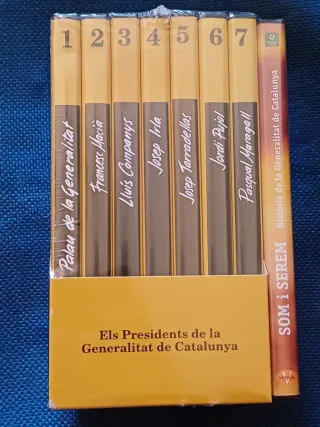 1
Palau de la Generalitat
2
Francesc Macià
3
Lluís Companys
4
Josep Irla
5
Josep Tarradellas
6
Jordi Pujol
7
Pasqual Maragall
Els Presidents de la
Generalitat de Catalunya
SOM i SEREM
Història de la Generalitat de Catalunya